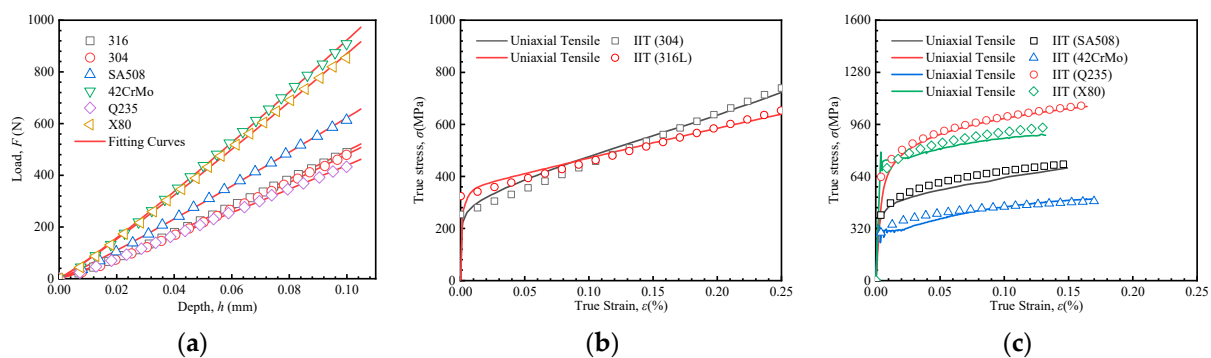 1000
800
600
400
200
0
Load, F (N)
316
304
SA508
42CrMo
Q235
X80
Fitting Curves
0.00 0.02 0.04 0.06 0.08 0.10
Depth, h (mm)
(a)
1000
800
600
400
200
0
True stress, σ(MPa)
Uniaxial Tensile IIT (304)
Uniaxial Tensile IIT (316L)
0.00 0.05 0.10 0.15 0.20 0.25
True Strain, ε(%)
(b)
1600
1280
960
640
320
0
True stress, σ(MPa)
Uniaxial Tensile IIT (SA508)
Uniaxial Tensile IIT (42CrMo)
Uniaxial Tensile IIT (Q235)
Uniaxial Tensile IIT (X80)
0.00 0.05 0.10 0.15 0.20 0.25
True Strain, ε(%)
(c)